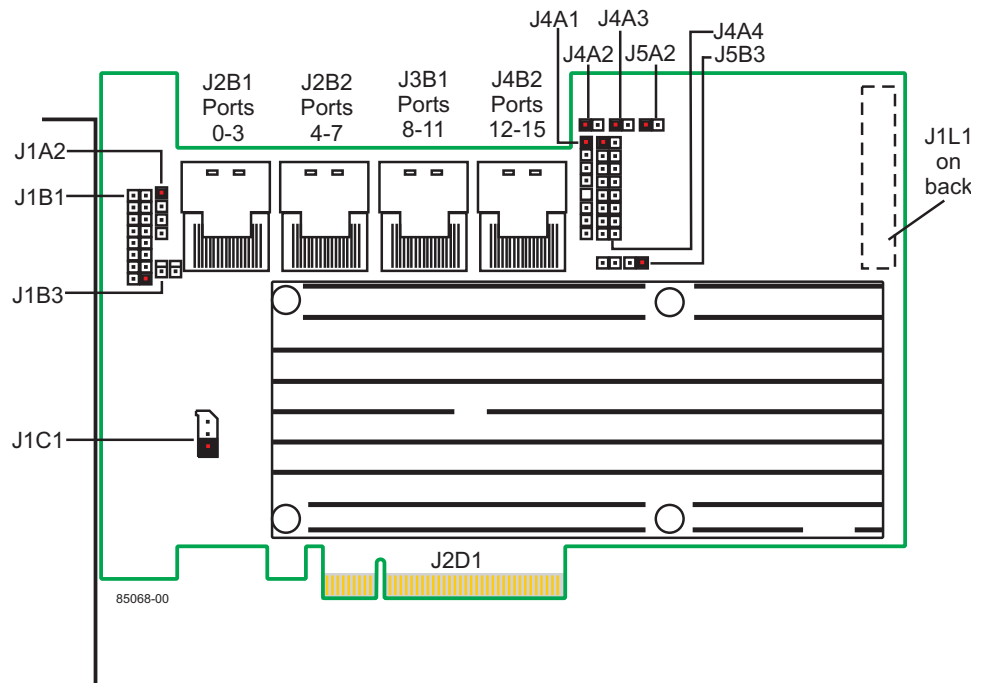 J4A1
J4A3
J4A4
J4A2
J5A2
J5B3
J2B1
Ports
0-3
J2B2
Ports
4-7
J3B1
Ports
8-11
J4B2
Ports
12-15
J1L1
on
back
J1A2
J1B1
J1B3
J1C1
J2D1
85068-00